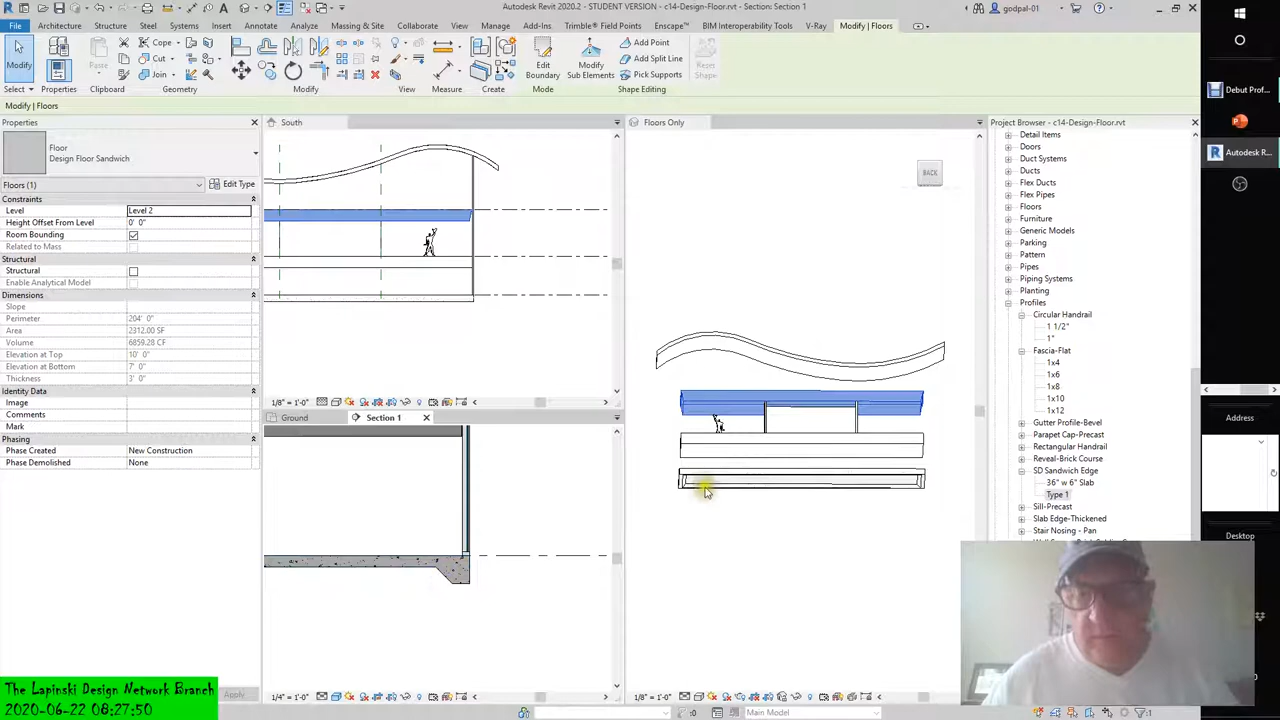 Autodesk Revit 2020.2 - STUDENT VERSION - c14-Design-Floor.rvt - Section: Section 1
godpal-01
File Architecture Structure Steel Systems Insert Annotate Analyze Massing & Site Collaborate View Manage Add-Ins Trimble® Field Points Enscape™ BIM Interoperability Tools V-Ray Modify | Floors
Modify
Properties
Paste
Cope
Cut
Join
Edit Boundary
Modify Sub Elements
Add Point
Add Split Line
Pick Supports
Reset Shape
Select Properties Clipboard Geometry Modify View Measure Create Mode Shape Editing
Modify | Floors
Properties
Floor
Design Floor Sandwich
Floors (1)
Edit Type
Constraints
Level Level 2
Height Offset From Level 0' 0"
Room Bounding
Related to Mass
Structural
Structural
Enable Analytical Model
Dimensions
Slope
Perimeter 204' 0"
Area 2312.00 SF
Volume 6859.28 CF
Elevation at Top 10' 0"
Elevation at Bottom 7' 0"
Thickness 3' 0"
Identity Data
Image
Comments
Mark
Phasing
Phase Created New Construction
Phase Demolished None
Apply
South
1/8" = 1'-0"
Ground
Section 1
1/4" = 1'-0"
Floors Only
BACK
1/8" = 1'-0"
Project Browser - c14-Design-Floor.rvt
Detail Items
Doors
Duct Systems
Ducts
Flex Ducts
Flex Pipes
Floors
Furniture
Generic Models
Parking
Pattern
Pipes
Piping Systems
Planting
Profiles
Circular Handrail
1 1/2"
1"
Fascia-Flat
1x4
1x6
1x8
1x10
1x12
Gutter Profile-Bevel
Parapet Cap-Precast
Rectangular Handrail
Reveal-Brick Course
SD Sandwich Edge
36" w 6" Slab
Type 1
Sill-Precast
Slab Edge-Thickened
Stair Nosing - Pan
Debut Prof...
Autodesk R...
Address
Desktop
:0
Main Model
The Lapinski Design Network Branch
2020-06-22 08:27:50